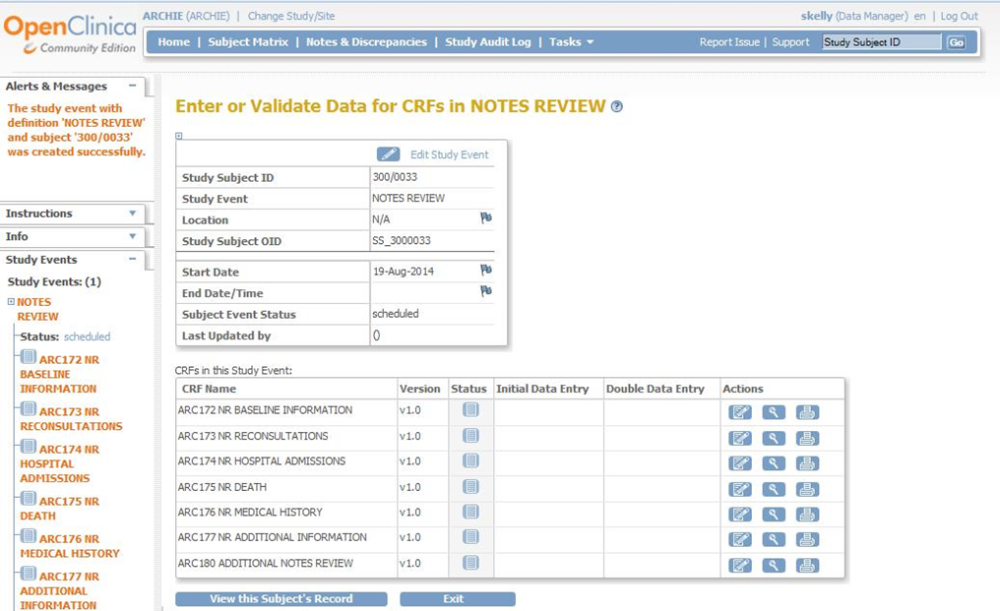 OpenClinica
Community Edition
ARCHIE (ARCHIE) | Change Study/Site
skelly (Data Manager) en | Log Out
Home | Subject Matrix | Notes & Discrepancies | Study Audit Log | Tasks
Report Issue | Support
Study Subject ID
Go
Alerts & Messages
The study event with
definition 'NOTES REVIEW'
and subject '300/0033'
was created successfully.
Instructions
Info
Study Events
Study Events: (1)
NOTES
REVIEW
Status: scheduled
ARC172 NR
BASELINE
INFORMATION
ARC173 NR
RECONSULTATIONS
ARC174 NR
HOSPITAL
ADMISSIONS
ARC175 NR
DEATH
ARC176 NR
MEDICAL HISTORY
ARC177 NR
ADDITIONAL
INFORMATION
Enter or Validate Data for CRFs in NOTES REVIEW ?
Edit Study Event
Study Subject ID 300/0033
Study Event NOTES REVIEW
Location N/A
Study Subject OID SS_3000033
Start Date 19-Aug-2014
End Date/Time
Subject Event Status scheduled
Last Updated by ()
CRFs in this Study Event:
CRF Name Version Status Initial Data Entry Double Data Entry Actions
ARC172 NR BASELINE INFORMATION v1.0
ARC173 NR RECONSULTATIONS v1.0
ARC174 NR HOSPITAL ADMISSIONS v1.0
ARC175 NR DEATH v1.0
ARC176 NR MEDICAL HISTORY v1.0
ARC177 NR ADDITIONAL INFORMATION v1.0
ARC180 ADDITIONAL NOTES REVIEW v1.0
View this Subject's Record
Exit